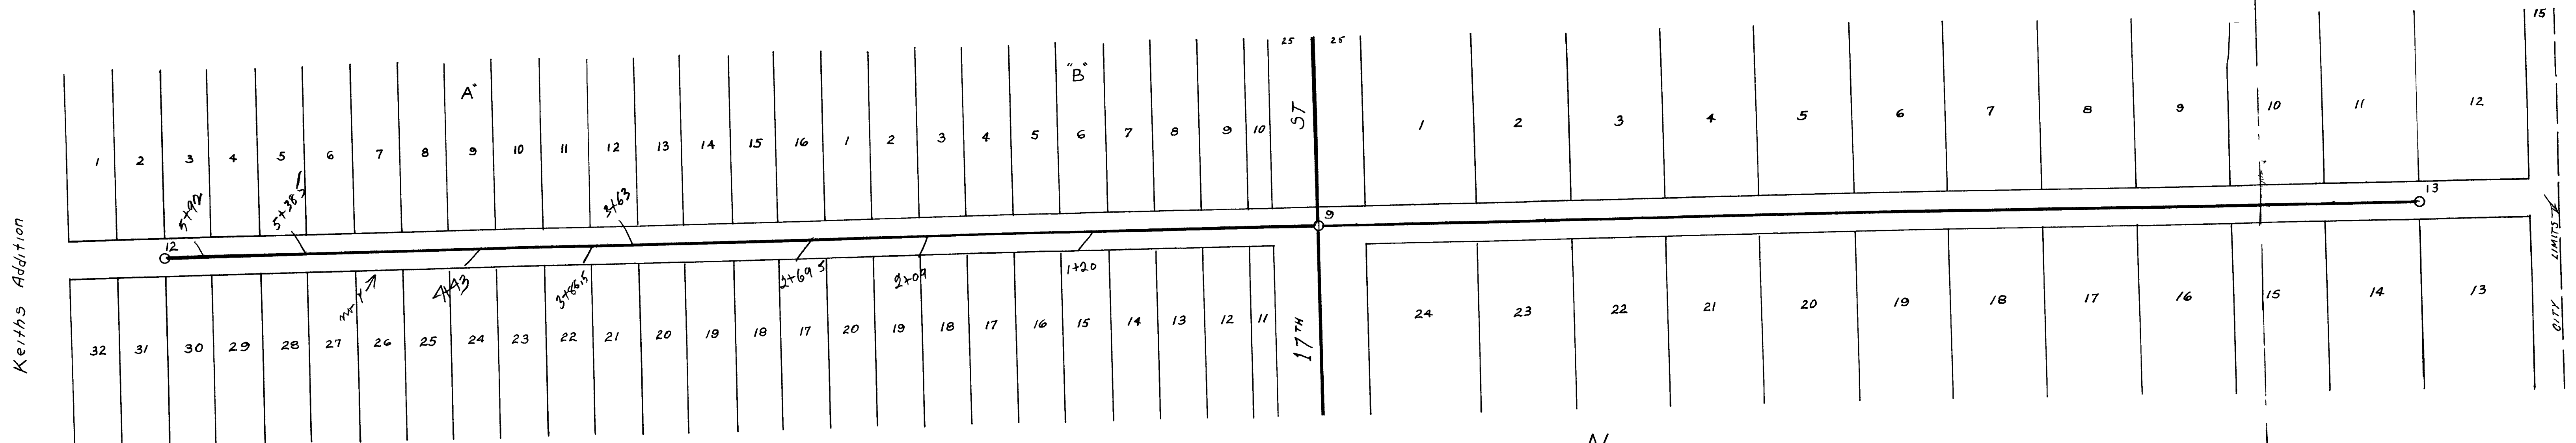 15
25 25
A"
"B"
ST
1 2 3 4 5 6 7 8 9 10 11 12 13 14 15 16 1 2 3 4 5 6 7 8 9 10
1 2 3 4 5 6 7 8 9 10 11 12
5+92 5+38.5 3+63
12 9 13
4+43 3+86.5 2+69 5 2+09 1+20
32 31 30 29 28 27 26 25 24 23 22 21 20 19 18 17 20 19 18 17 16 15 14 13 12 11
24 23 22 21 20 19 18 17 16 15 14 13
17TH
Keiths Addition
CITY LIMITS
N